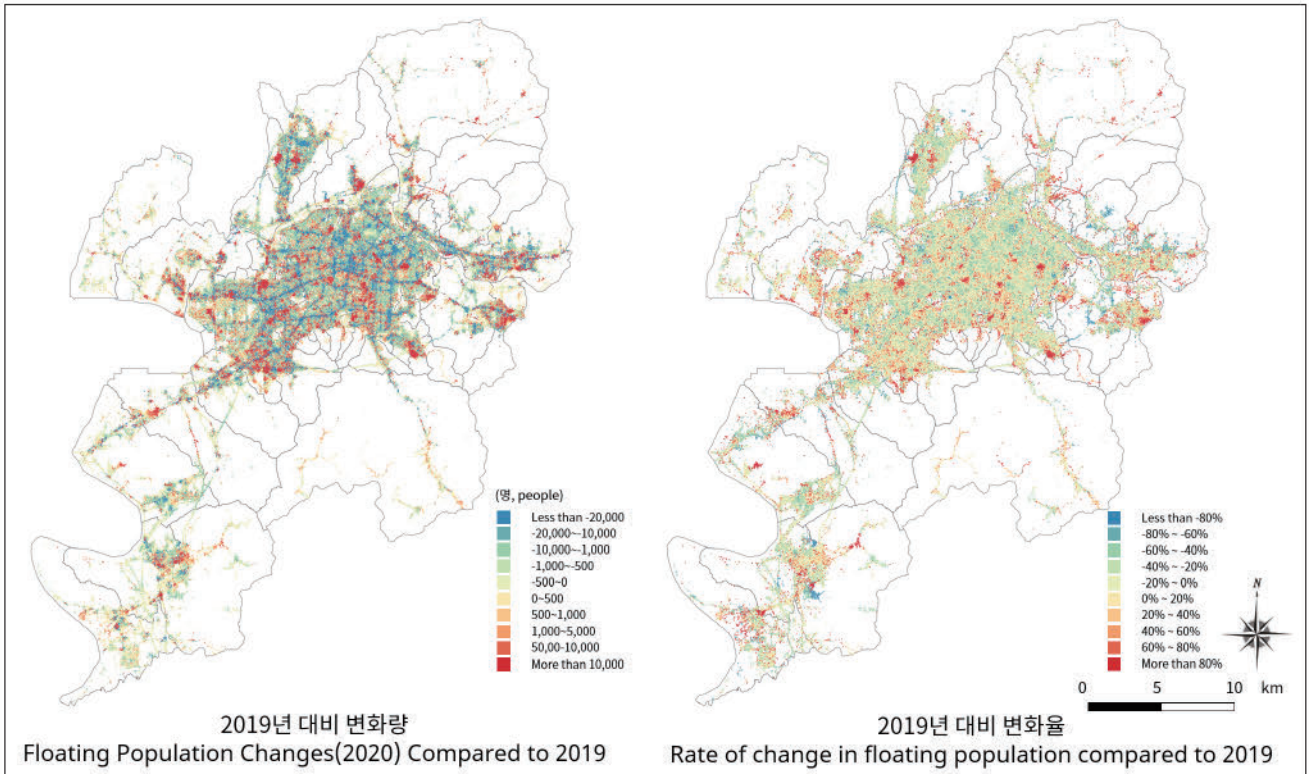 (명, people)
Less than -20,000
-20,000~-10,000
-10,000~-1,000
-1,000~-500
-500~0
0~500
500~1,000
1,000~5,000
50,00-10,000
More than 10,000
2019년 대비 변화량
Floating Population Changes(2020) Compared to 2019
Less than -80%
-80% ~ -60%
-60% ~ -40%
-40% ~ -20%
-20% ~ 0%
0% ~ 20%
20% ~ 40%
40% ~ 60%
60% ~ 80%
More than 80%
N
0 5 10 km
2019년 대비 변화율
Rate of change in floating population compared to 2019